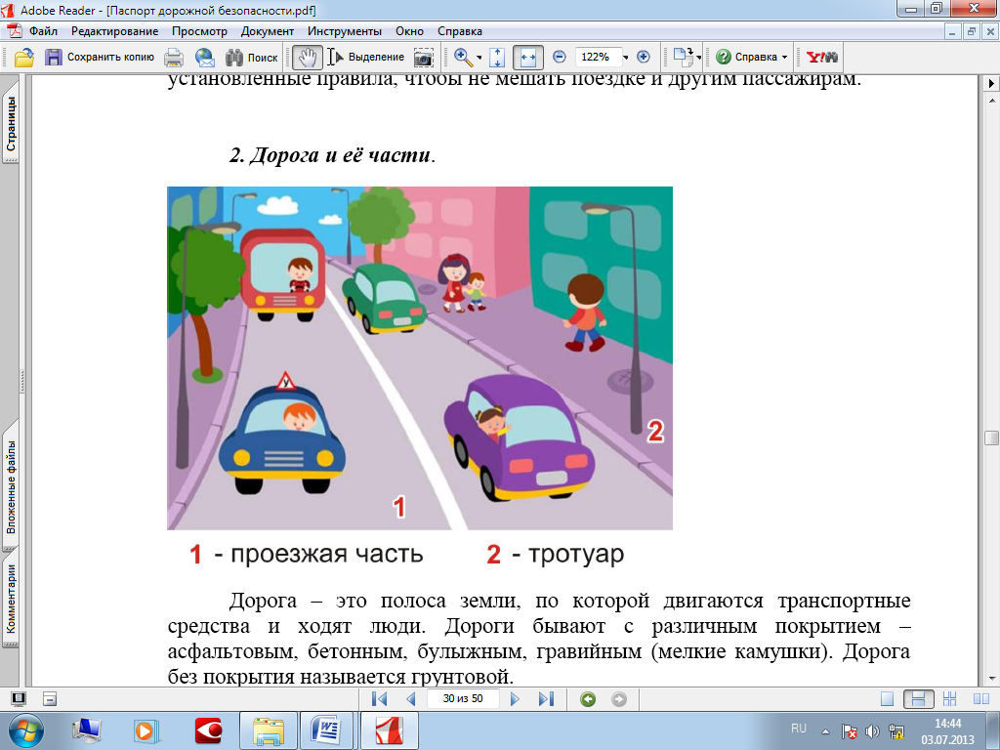 Adobe Reader - [Паспорт дорожной безопасности.pdf]
Файл Редактирование Просмотр Документ Инструменты Окно Справка
Сохранить копию Поиск Выделение 122% Справка Y!
Страницы
Вложенные файлы
Комментарии
установленные правила, чтобы не мешать поездке и другим пассажирам.
2. Дорога и её части.
У
2
1
1 - проезжая часть 2 - тротуар
Дорога – это полоса земли, по которой двигаются транспортные
средства и ходят люди. Дороги бывают с различным покрытием –
асфальтовым, бетонным, булыжным, гравийным (мелкие камушки). Дорога
без покрытия называется грунтовой.
30 из 50
RU
14:44
03.07.2013